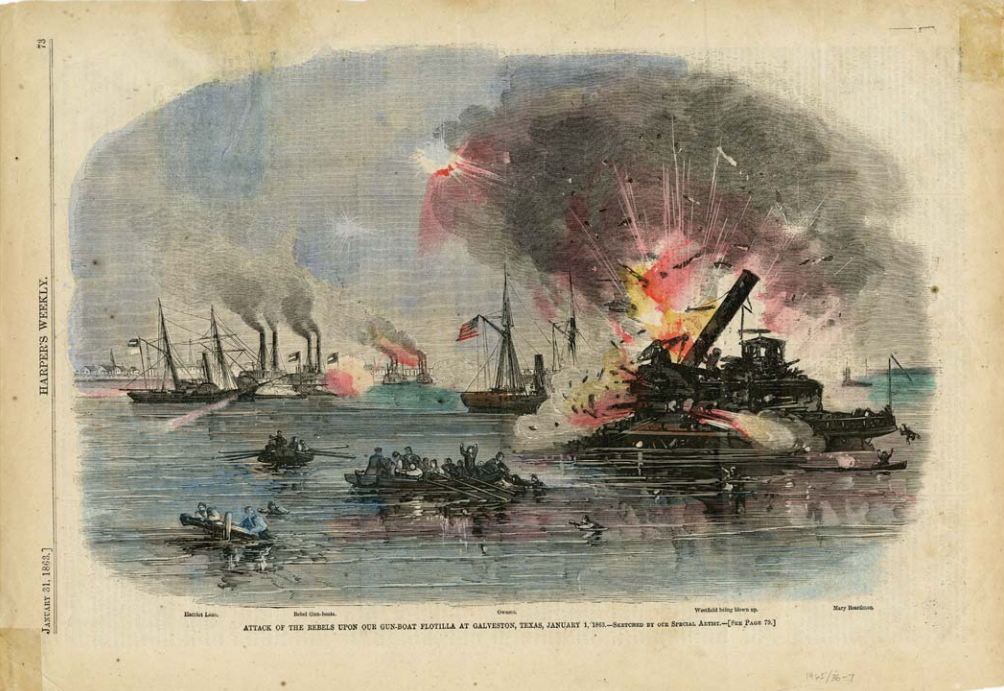 73
HARPER'S WEEKLY.
JANUARY 31, 1863.]
Harriet Lane. Rebel Gun-boats. Owasco. Westfield being blown up. Mary Boardman.
ATTACK OF THE REBELS UPON OUR GUN-BOAT FLOTILLA AT GALVESTON, TEXAS, JANUARY 1, 1863.—SKETCHED BY OUR SPECIAL ARTIST.—[SEE PAGE 79.]